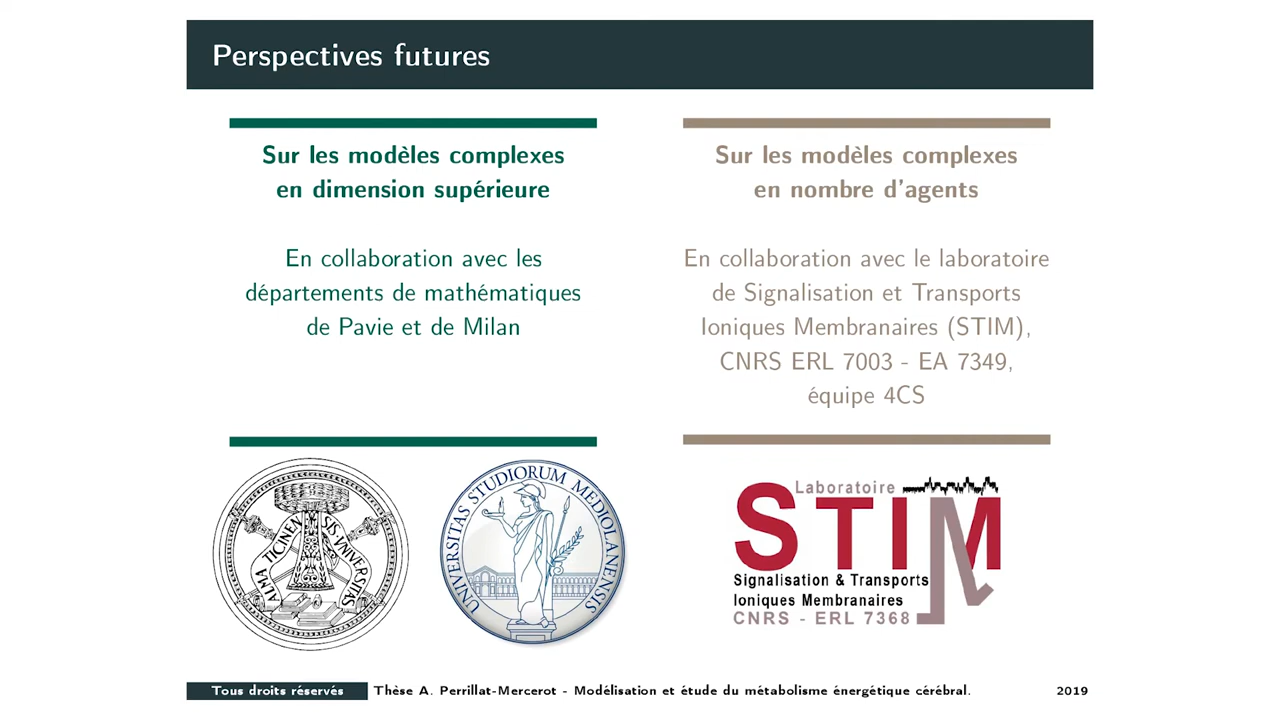 Perspectives futures
Sur les modèles complexes
en dimension supérieure
En collaboration avec les
départements de mathématiques
de Pavie et de Milan
Sur les modèles complexes
en nombre d'agents
En collaboration avec le laboratoire
de Signalisation et Transports
Ioniques Membranaires (STIM),
CNRS ERL 7003 - EA 7349,
équipe 4CS
ALMA TICINENSIS UNIVERSITAS
UNIVERSITAS STUDIORUM MEDIOLANENSIS
Laboratoire
STIM
Signalisation & Transports
Ioniques Membranaires
CNRS - ERL 7368
Tous droits réservés Thèse A. Perrillat-Mercerot - Modélisation et étude du métabolisme énergétique cérébral. 2019